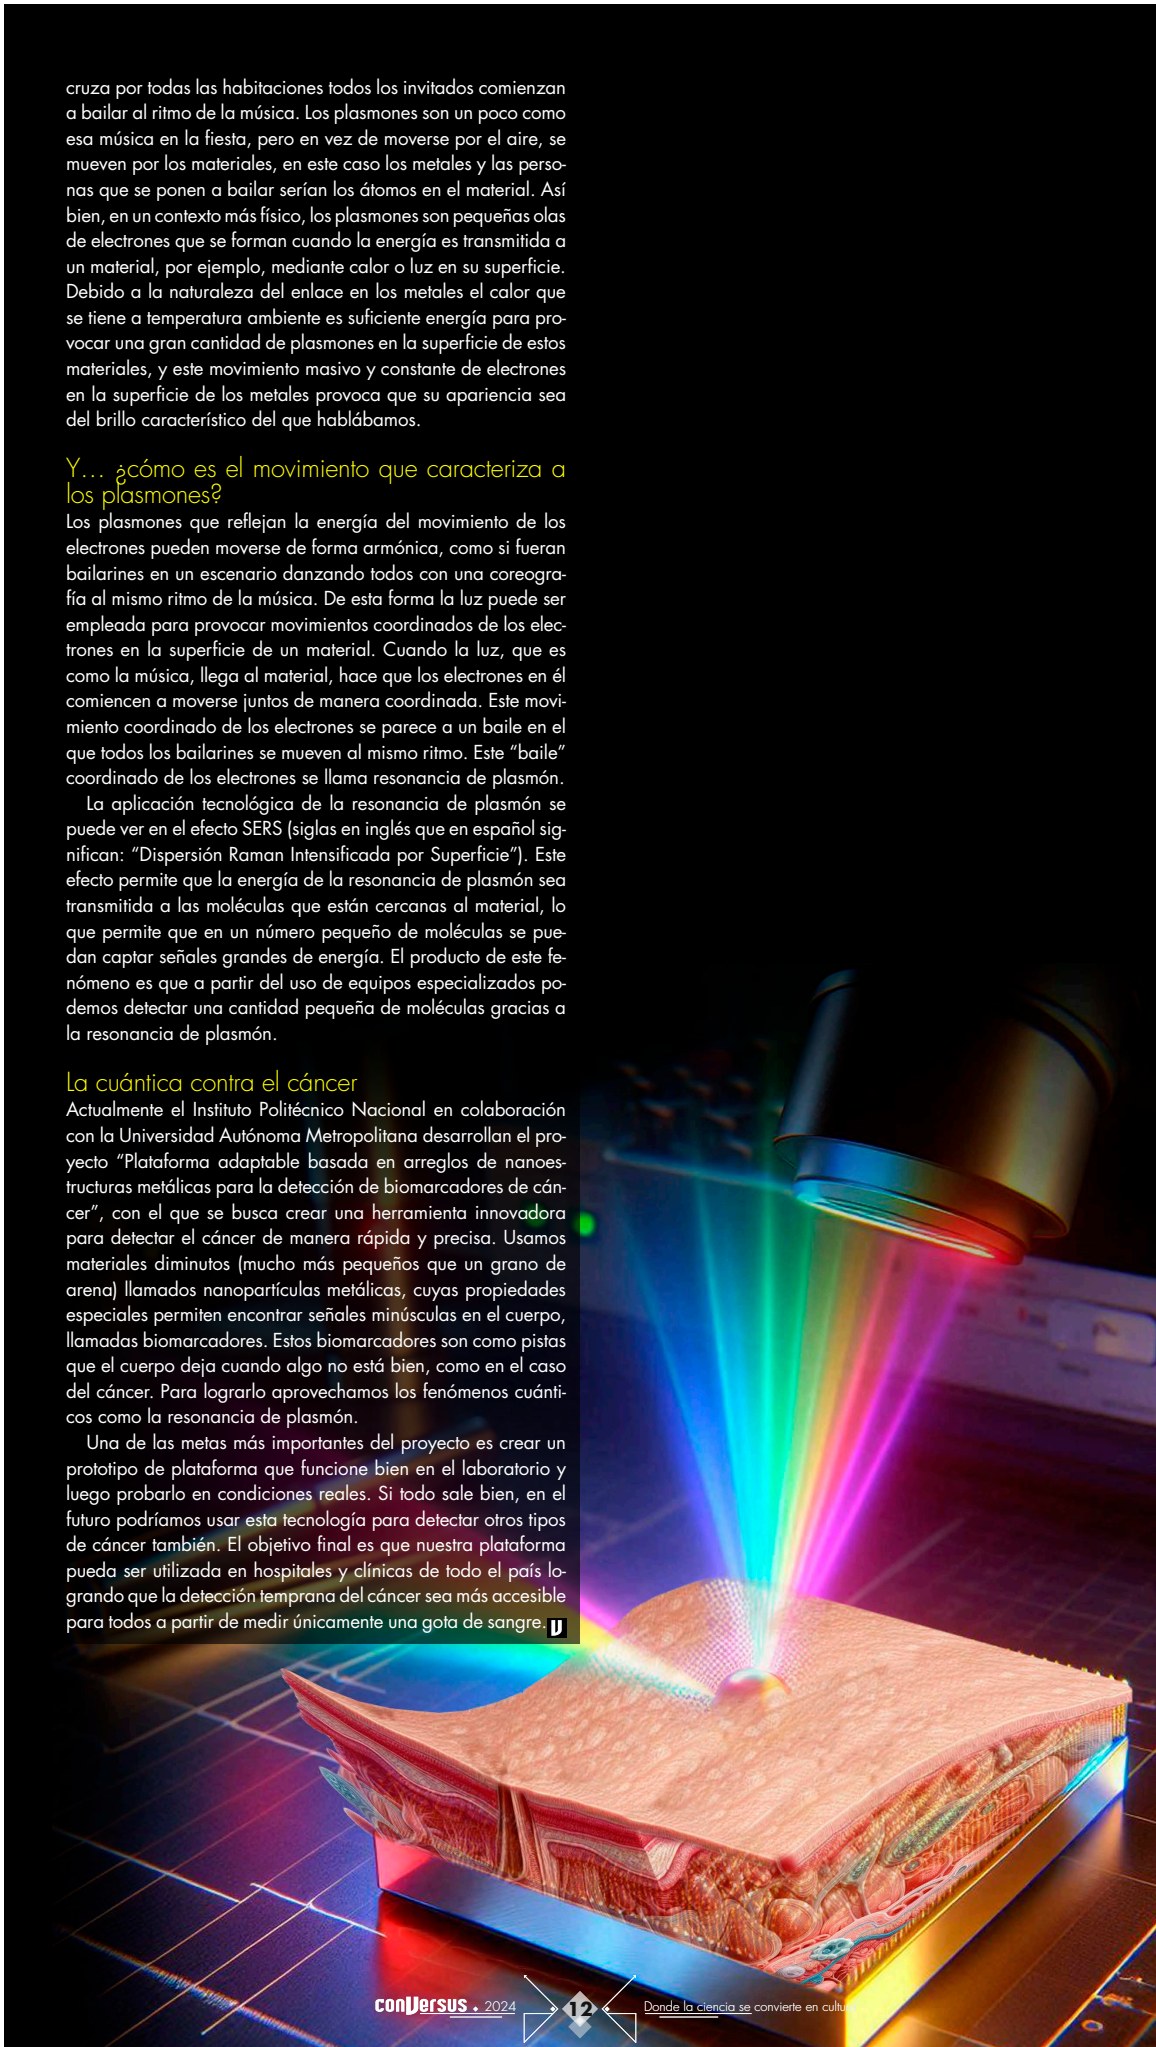 cruza por todas las habitaciones todos los invitados comienzan
a bailar al ritmo de la música. Los plasmones son un poco como
esa música en la fiesta, pero en vez de moverse por el aire, se
mueven por los materiales, en este caso los metales y las perso-
nas que se ponen a bailar serían los átomos en el material. Así
bien, en un contexto más físico, los plasmones son pequeñas olas
de electrones que se forman cuando la energía es transmitida a
un material, por ejemplo, mediante calor o luz en su superficie.
Debido a la naturaleza del enlace en los metales el calor que
se tiene a temperatura ambiente es suficiente energía para pro-
vocar una gran cantidad de plasmones en la superficie de estos
materiales, y este movimiento masivo y constante de electrones
en la superficie de los metales provoca que su apariencia sea
del brillo característico del que hablábamos.
Y... ¿cómo es el movimiento que caracteriza a
los plasmones?
Los plasmones que reflejan la energía del movimiento de los
electrones pueden moverse de forma armónica, como si fueran
bailarines en un escenario danzando todos con una coreogra-
fía al mismo ritmo de la música. De esta forma la luz puede ser
empleada para provocar movimientos coordinados de los elec-
trones en la superficie de un material. Cuando la luz, que es
como la música, llega al material, hace que los electrones en él
comiencen a moverse juntos de manera coordinada. Este movi-
miento coordinado de los electrones se parece a un baile en el
que todos los bailarines se mueven al mismo ritmo. Este “baile”
coordinado de los electrones se llama resonancia de plasmón.
La aplicación tecnológica de la resonancia de plasmón se
puede ver en el efecto SERS (siglas en inglés que en español sig-
nifican: “Dispersión Raman Intensificada por Superficie”). Este
efecto permite que la energía de la resonancia de plasmón sea
transmitida a las moléculas que están cercanas al material, lo
que permite que en un número pequeño de moléculas se pue-
dan captar señales grandes de energía. El producto de este fe-
nómeno es que a partir del uso de equipos especializados po-
demos detectar una cantidad pequeña de moléculas gracias a
la resonancia de plasmón.
La cuántica contra el cáncer
Actualmente el Instituto Politécnico Nacional en colaboración
con la Universidad Autónoma Metropolitana desarrollan el pro-
yecto “Plataforma adaptable basada en arreglos de nanoes-
tructuras metálicas para la detección de biomarcadores de cán-
cer”, con el que se busca crear una herramienta innovadora
para detectar el cáncer de manera rápida y precisa. Usamos
materiales diminutos (mucho más pequeños que un grano de
arena) llamados nanopartículas metálicas, cuyas propiedades
especiales permiten encontrar señales minúsculas en el cuerpo,
llamadas biomarcadores. Estos biomarcadores son como pistas
que el cuerpo deja cuando algo no está bien, como en el caso
del cáncer. Para lograrlo aprovechamos los fenómenos cuánti-
cos como la resonancia de plasmón.
Una de las metas más importantes del proyecto es crear un
prototipo de plataforma que funcione bien en el laboratorio y
luego probarlo en condiciones reales. Si todo sale bien, en el
futuro podríamos usar esta tecnología para detectar otros tipos
de cáncer también. El objetivo final es que nuestra plataforma
pueda ser utilizada en hospitales y clínicas de todo el país lo-
grando que la detección temprana del cáncer sea más accesible
para todos a partir de medir únicamente una gota de sangre. V
conVersus • 2024
12
Donde la ciencia se convierte en cultura